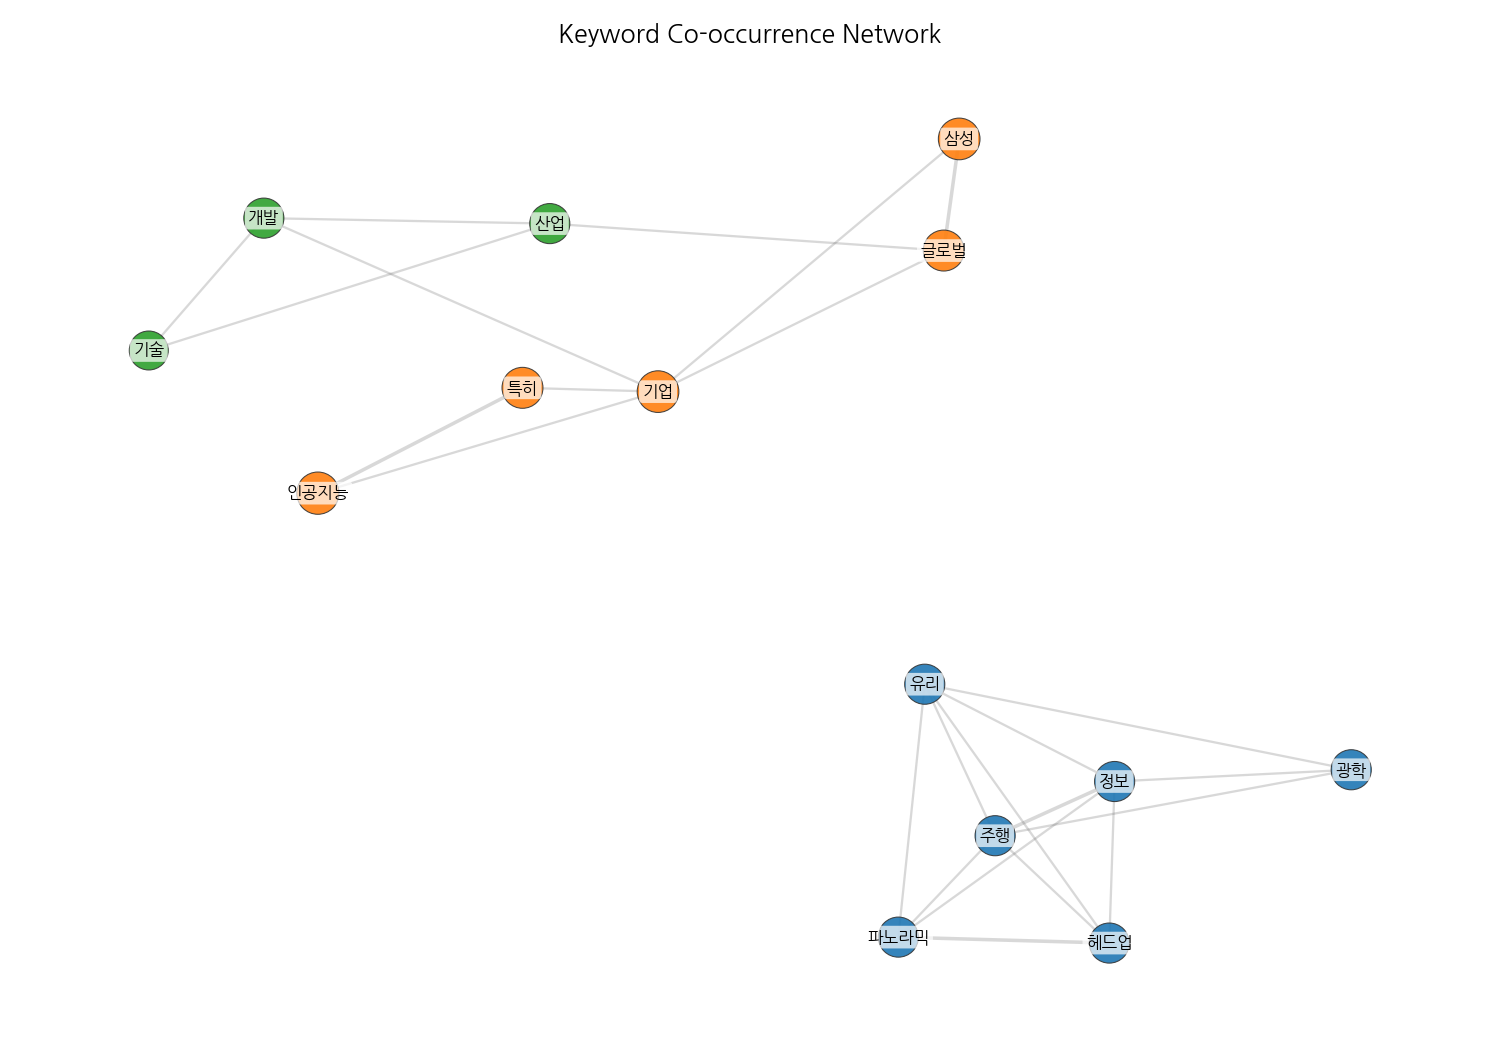 Keyword Co-occurrence Network
삼성
개발
산업
글로벌
기술
특히
기업
인공지능
유리
광학
정보
주행
파노라믹
헤드업